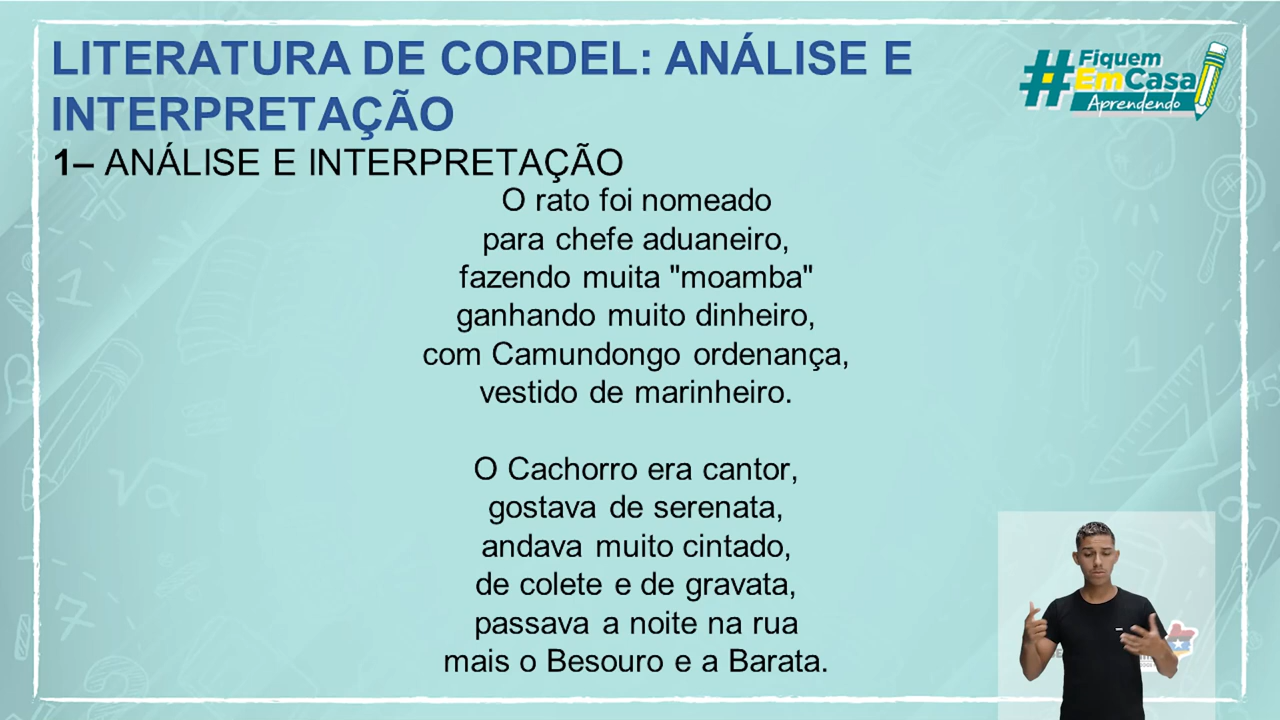 LITERATURA DE CORDEL: ANÁLISE E
INTERPRETAÇÃO
#Fiquem
EmCasa
Aprendendo
1– ANÁLISE E INTERPRETAÇÃO
O rato foi nomeado
para chefe aduaneiro,
fazendo muita "moamba"
ganhando muito dinheiro,
com Camundongo ordenança,
vestido de marinheiro.
O Cachorro era cantor,
gostava de serenata,
andava muito cintado,
de colete e de gravata,
passava a noite na rua
mais o Besouro e a Barata.